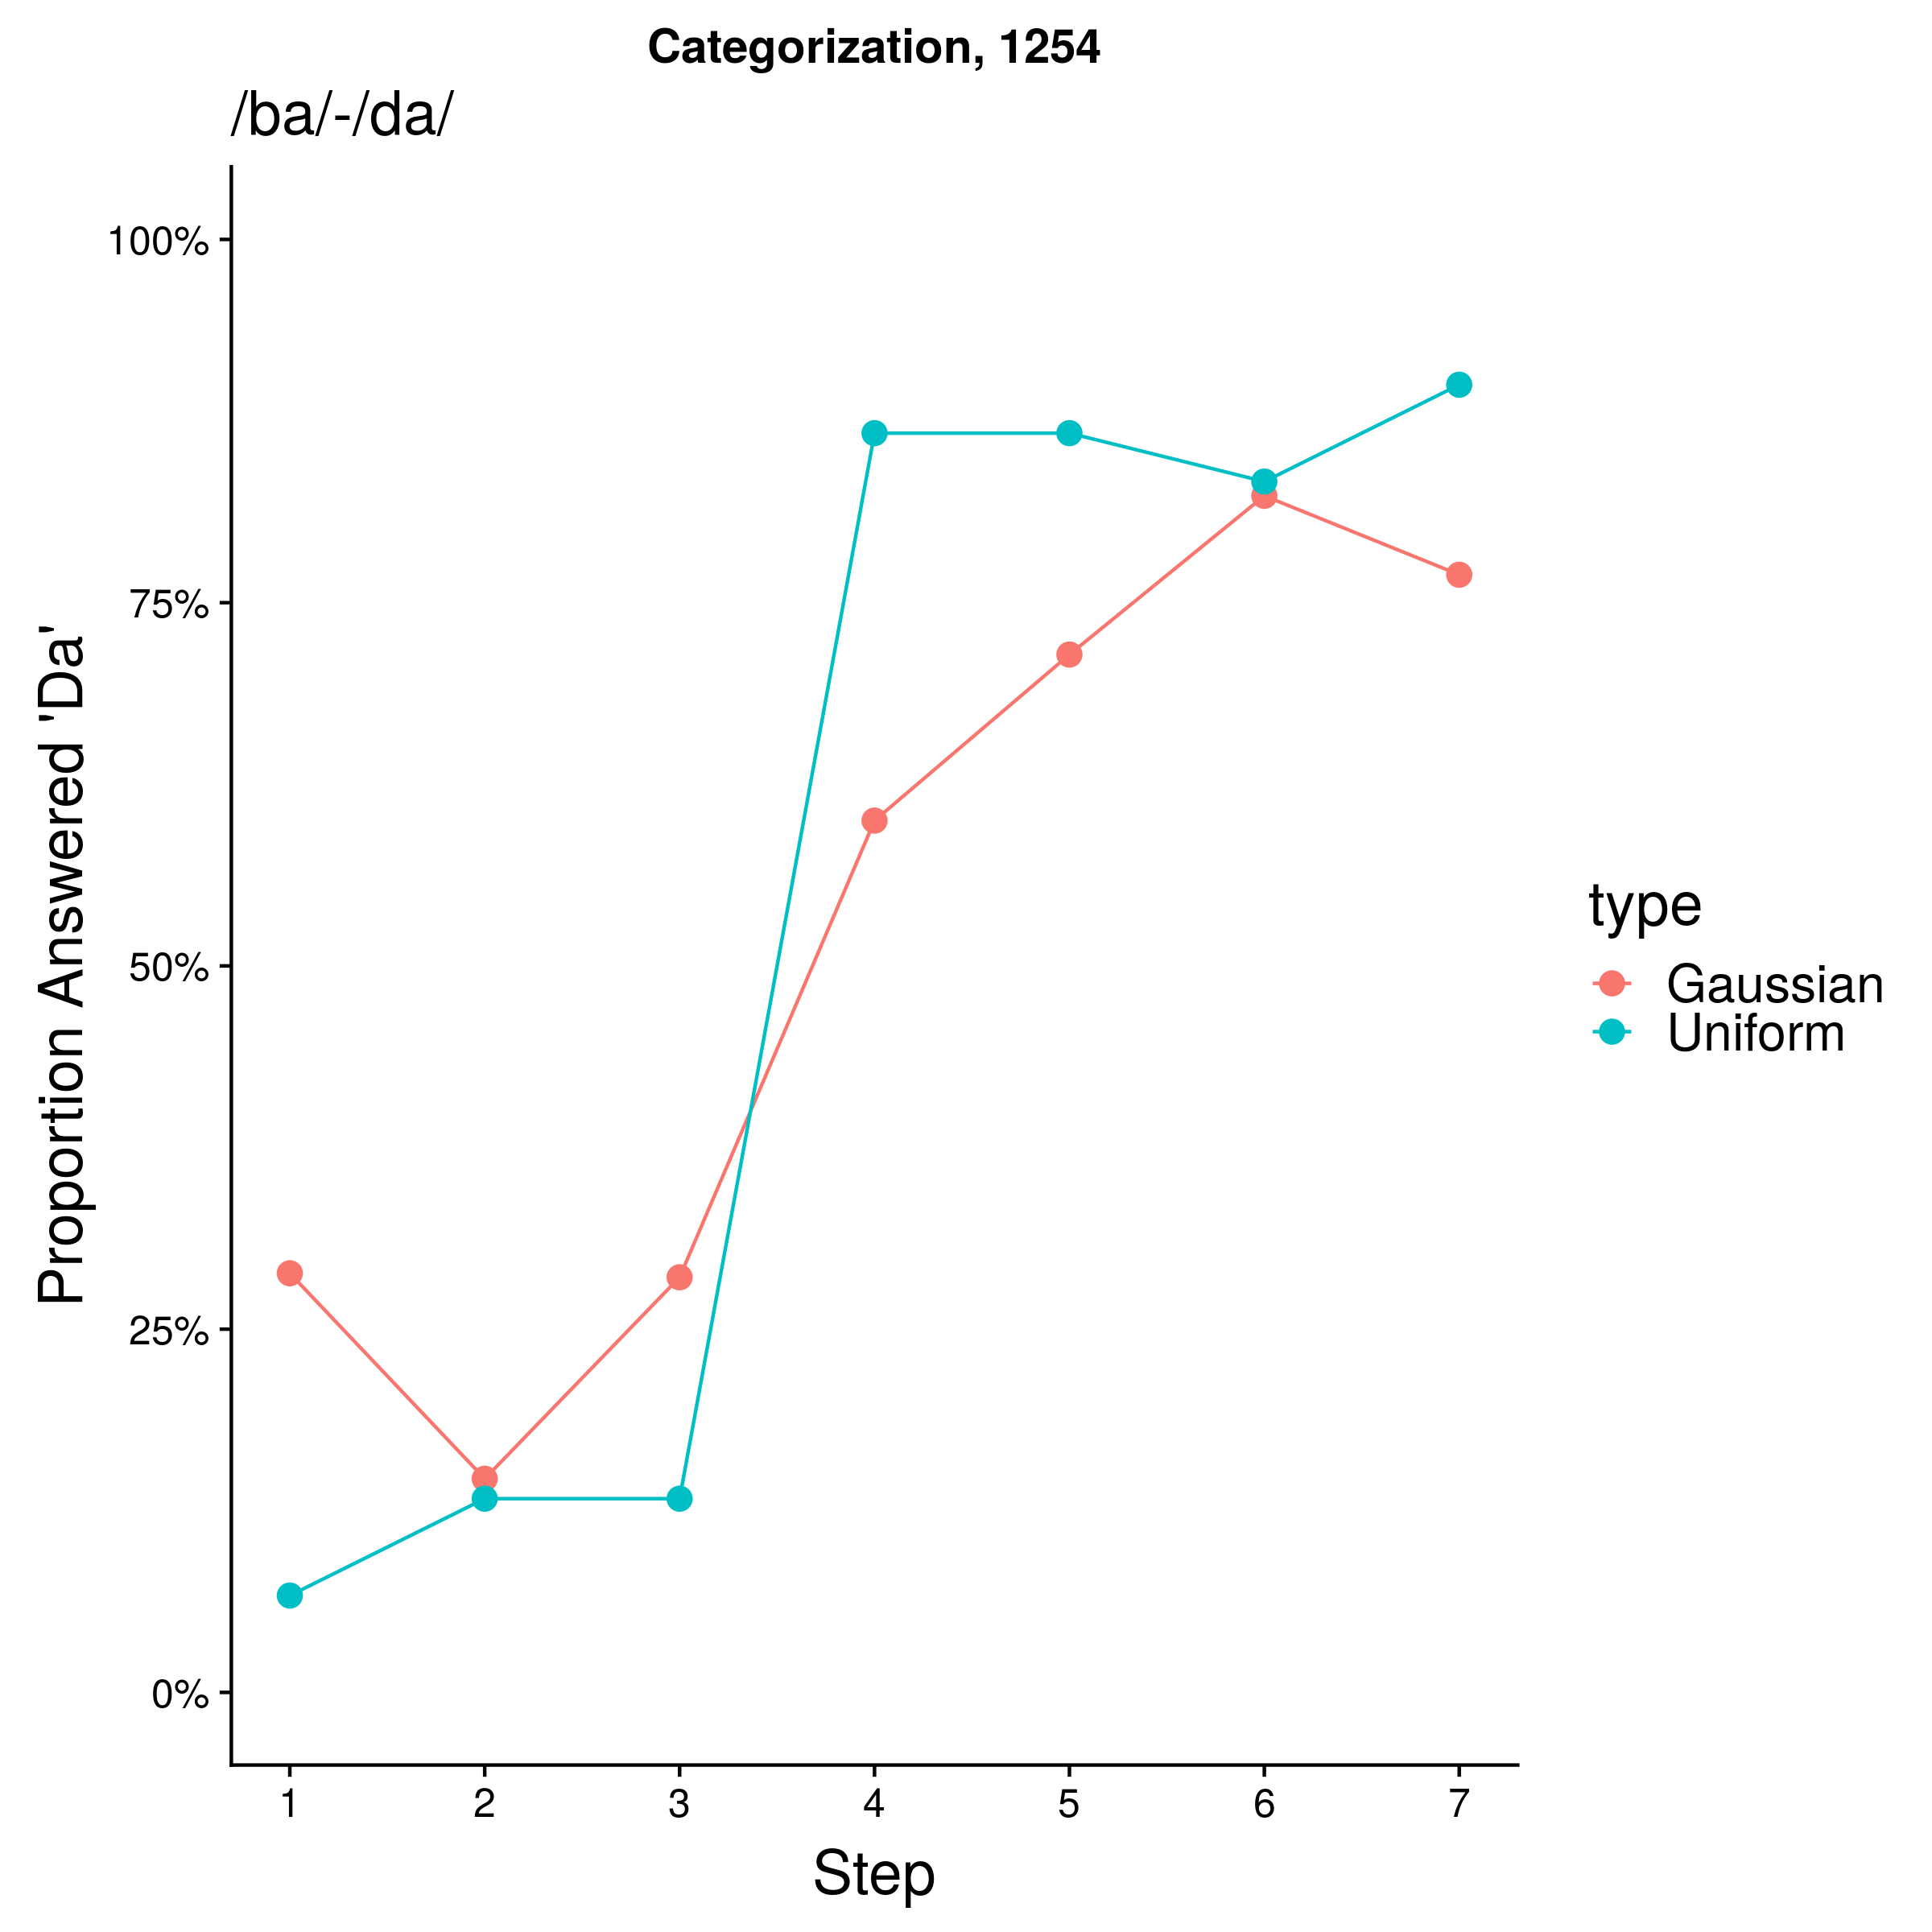 Categorization, 1254
/ba/-/da/
Proportion Answered 'Da'
100%
75%
50%
25%
0%
1 2 3 4 5 6 7
Step
type
Gaussian
Uniform